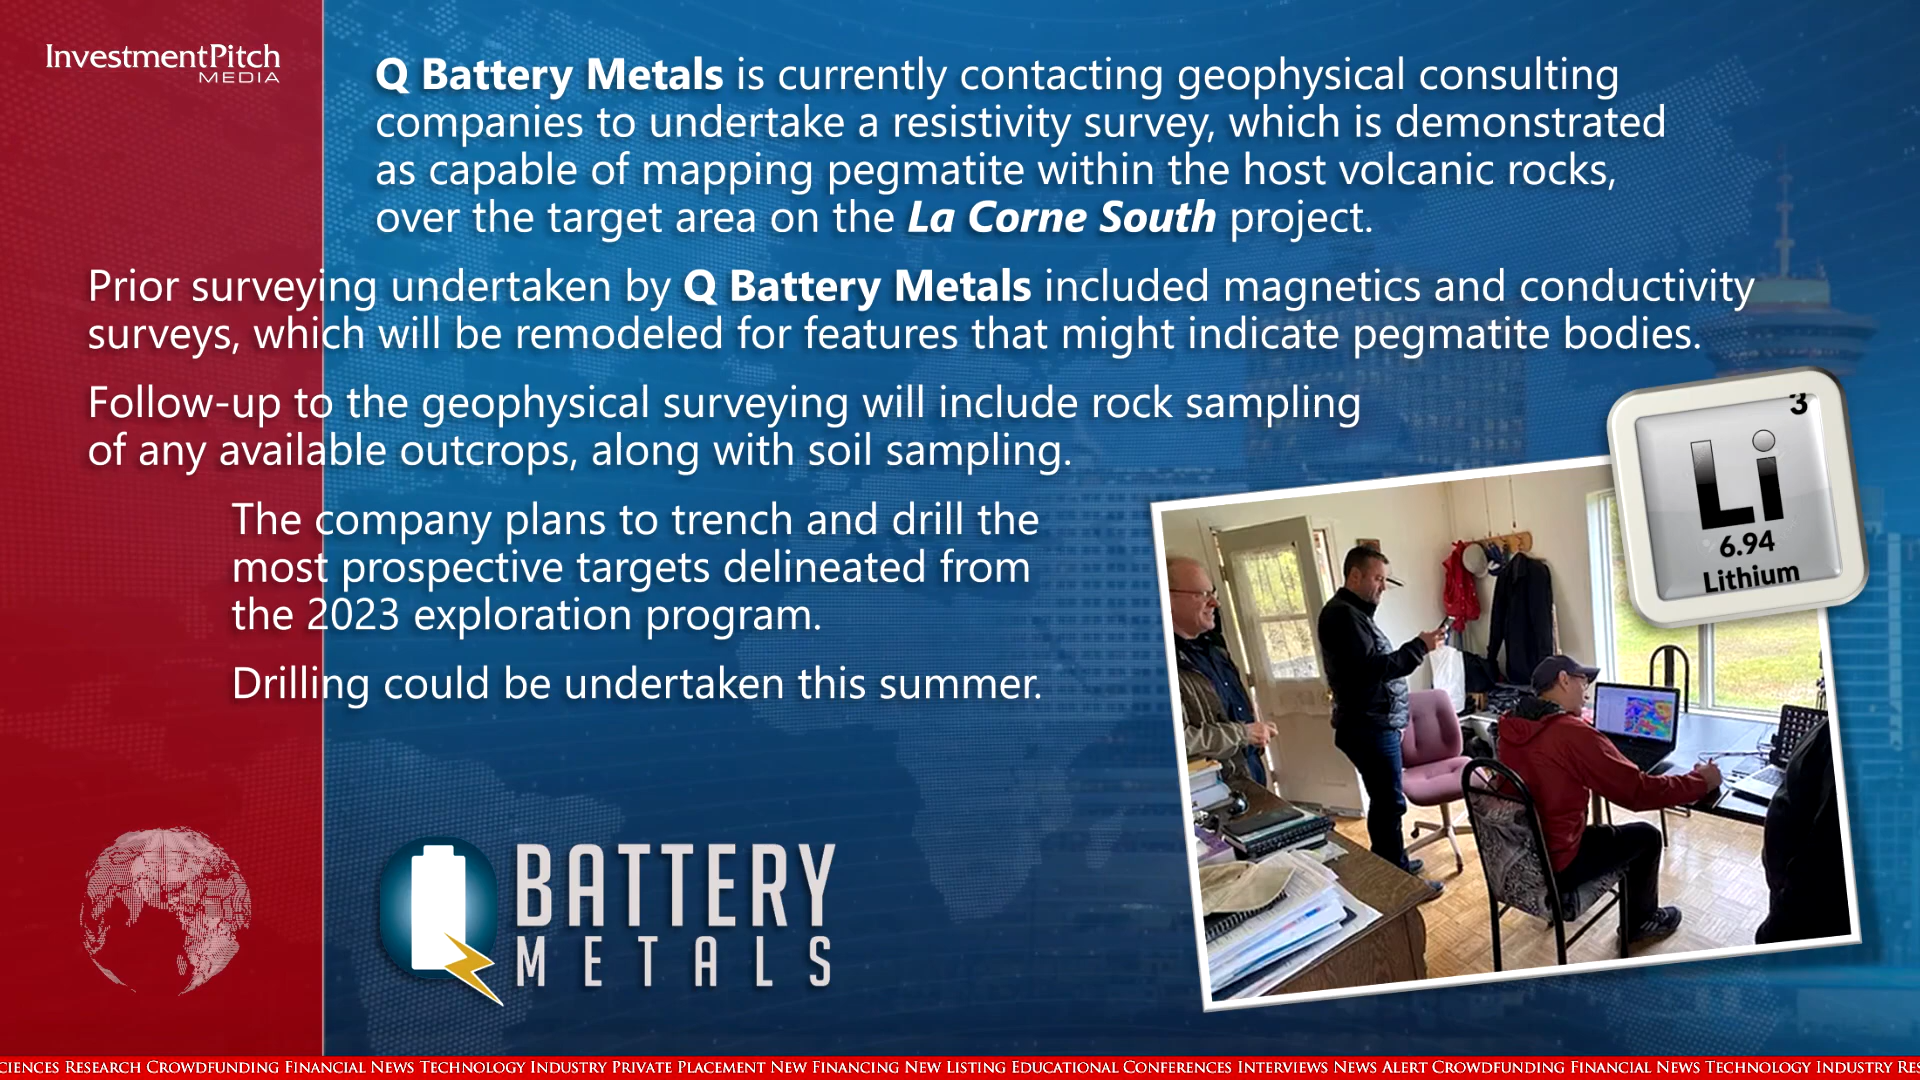 InvestmentPitch
MEDIA
Q Battery Metals is currently contacting geophysical consulting
companies to undertake a resistivity survey, which is demonstrated
as capable of mapping pegmatite within the host volcanic rocks,
over the target area on the La Corne South project.
Prior surveying undertaken by Q Battery Metals included magnetics and conductivity
surveys, which will be remodeled for features that might indicate pegmatite bodies.
Follow-up to the geophysical surveying will include rock sampling
of any available outcrops, along with soil sampling.
The company plans to trench and drill the
most prospective targets delineated from
the 2023 exploration program.
Drilling could be undertaken this summer.
3
Li
6.94
Lithium
BATTERY
METALS
CIENCES RESEARCH CROWDFUNDING FINANCIAL NEWS TECHNOLOGY INDUSTRY PRIVATE PLACEMENT NEW FINANCING NEW LISTING EDUCATIONAL CONFERENCES INTERVIEWS NEWS ALERT CROWDFUNDING FINANCIAL NEWS TECHNOLOGY INDUSTRY RES